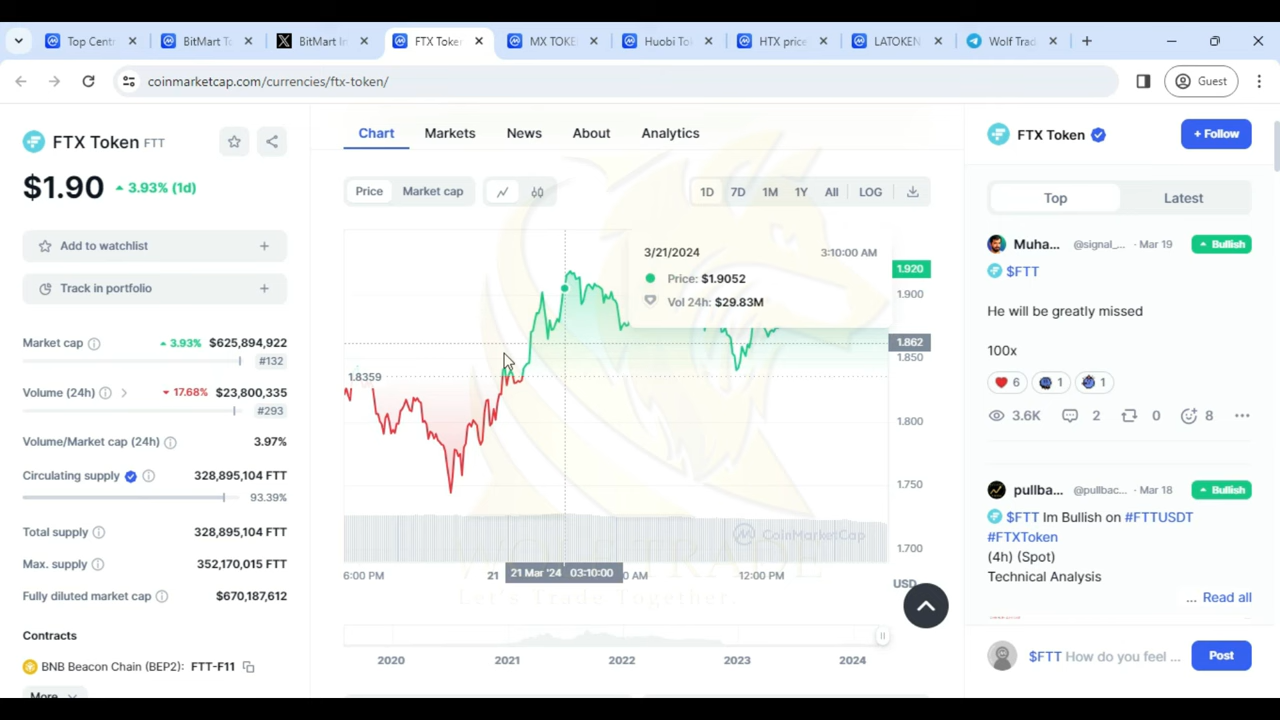 Top Cent
BitMart To
BitMart In
FTX Toke
MX TOKE
Huobi To
HTX price
LATOKEN
Wolf Trad
coinmarketcap.com/currencies/ftx-token/
Guest
FTX Token FTT
$1.90 3.93% (1d)
Add to watchlist
Track in portfolio
Market cap 3.93% $625,894,922
#132
Volume (24h) 17.68% $23,800,335
#293
Volume/Market cap (24h) 3.97%
Circulating supply 328,895,104 FTT
93.39%
Total supply 328,895,104 FTT
Max. supply 352,170,015 FTT
Fully diluted market cap $670,187,612
Contracts
BNB Beacon Chain (BEP2): FTT-F11
More
Chart Markets News About Analytics
Price Market cap 1D 7D 1M 1Y All LOG
3/21/2024 3:10:00 AM
Price: $1.9052
Vol 24h: $29.83M
1.920
1.900
1.862
1.850
1.8359
1.800
1.750
1.700
CoinMarketCap
6:00 PM 21 21 Mar '24 03:10:00 0 AM 12:00 PM USD
Let's Trade Together.
2020 2021 2022 2023 2024
FTX Token + Follow
Top Latest
Muha... @signal_... · Mar 19 Bullish
$FTT
He will be greatly missed
100x
6 1 1
3.6K 2 0 8
pullba... @pullbac... · Mar 18 Bullish
$FTT Im Bullish on #FTTUSDT
#FTXToken
(4h) (Spot)
Technical Analysis
... Read all
$FTT How do you feel ... Post